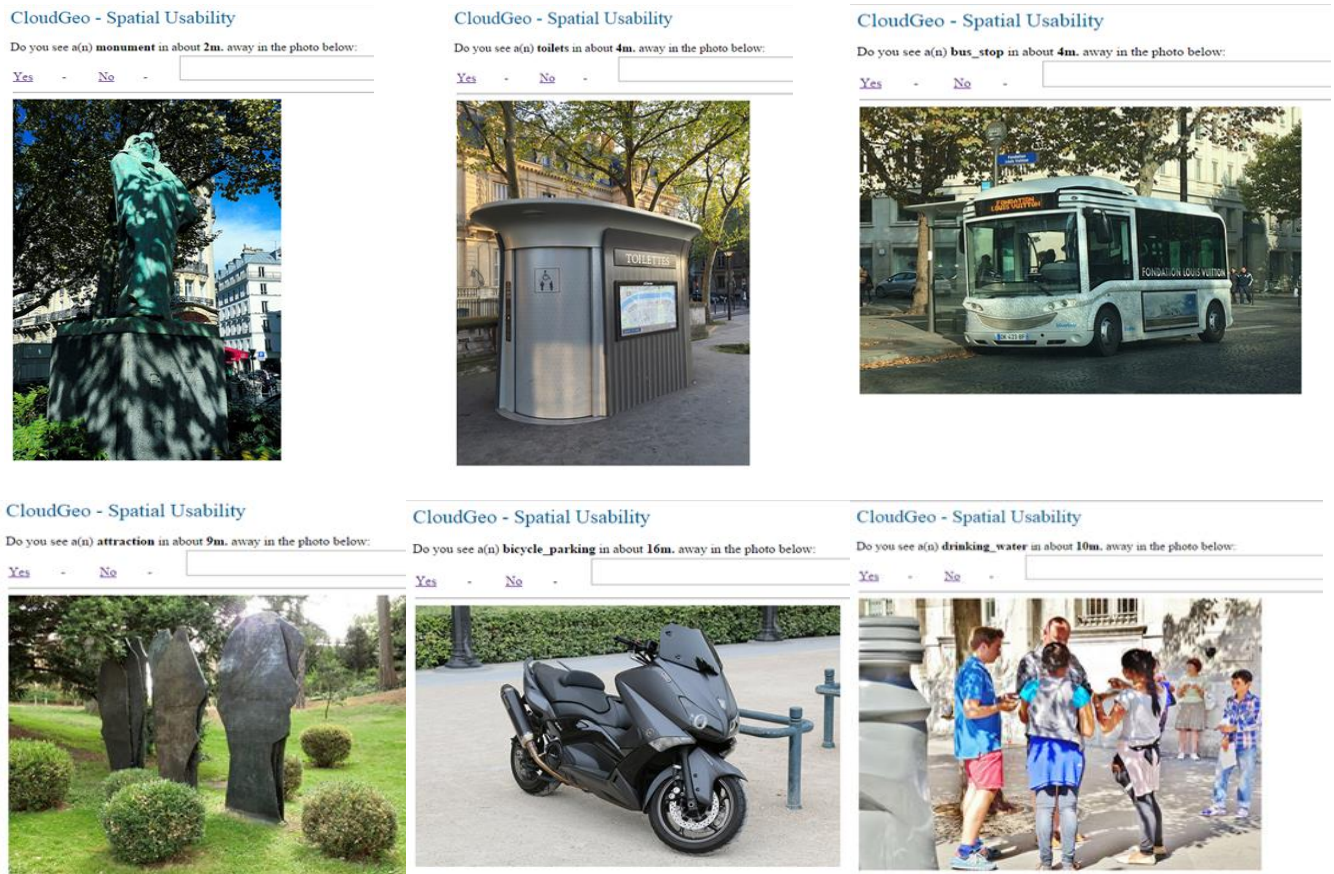 CloudGeo - Spatial Usability
Do you see a(n) monument in about 2m. away in the photo below:
Yes - No -
CloudGeo - Spatial Usability
Do you see a(n) toilets in about 4m. away in the photo below:
Yes - No -
TOILETTES
CloudGeo - Spatial Usability
Do you see a(n) bus_stop in about 4m. away in the photo below:
Yes - No -
Fondation
Louis Vuitton
FONDATION
LOUIS VUITTON
FONDATION LOUIS VUITTON
CloudGeo - Spatial Usability
Do you see a(n) attraction in about 9m. away in the photo below:
Yes - No -
CloudGeo - Spatial Usability
Do you see a(n) bicycle_parking in about 16m. away in the photo below:
Yes - No -
CloudGeo - Spatial Usability
Do you see a(n) drinking_water in about 10m. away in the photo below:
Yes - No -